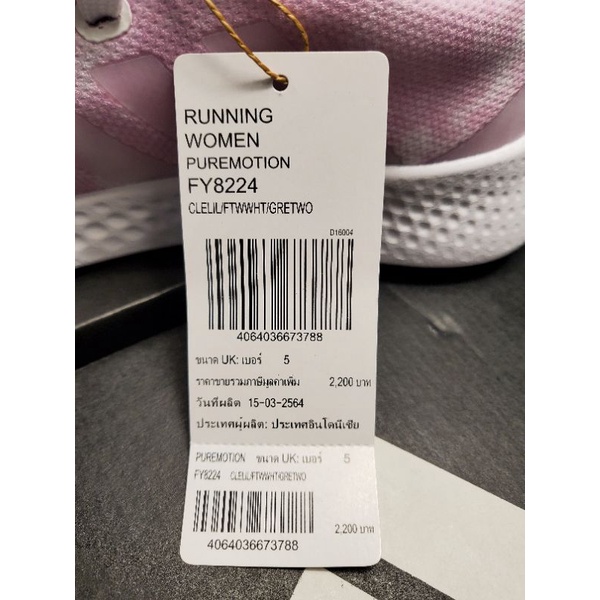 RUNNING
WOMEN
PUREMOTION
FY8224
CLELIL/FTWWHT/GRETWO
D16004
4064036673788
ขนาด UK: เบอร์ 5
ราคาขายรวมภาษีมูลค่าเพิ่ม 2,200 บาท
วันที่ผลิต 15-03-2564
ประเทศผู้ผลิต: ประเทศอินโดนีเซีย
PUREMOTION ขนาด UK: เบอร์ 5
FY8224 CLELIL/FTWWHT/GRETWO
2,200 บาท
4064036673788